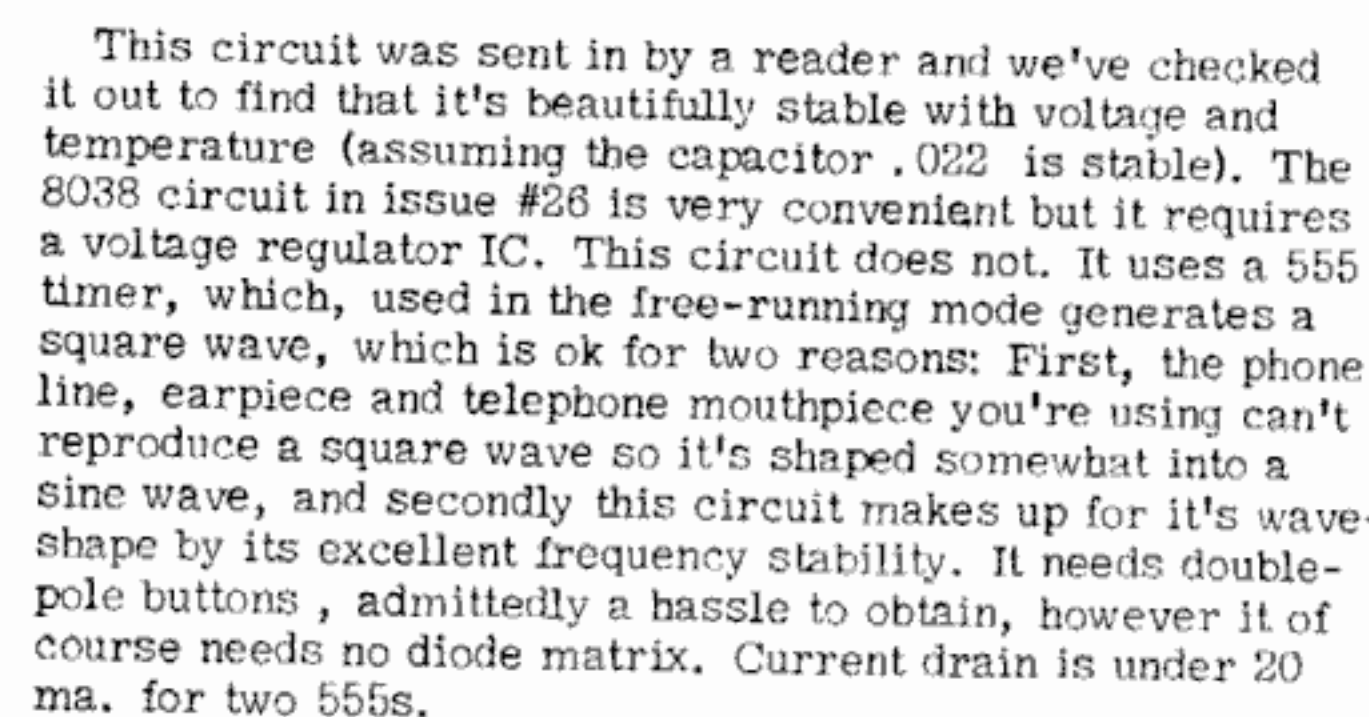 This circuit was sent in by a reader and we've checked
it out to find that it's beautifully stable with voltage and
temperature (assuming the capacitor .022 is stable). The
8038 circuit in issue #26 is very convenient but it requires
a voltage regulator IC. This circuit does not. It uses a 555
timer, which, used in the free-running mode generates a
square wave, which is ok for two reasons: First, the phone
line, earpiece and telephone mouthpiece you're using can't
reproduce a square wave so it's shaped somewhat into a
sine wave, and secondly this circuit makes up for it's wave-
shape by its excellent frequency stability. It needs double-
pole buttons , admittedly a hassle to obtain, however it of
course needs no diode matrix. Current drain is under 20
ma. for two 555s.